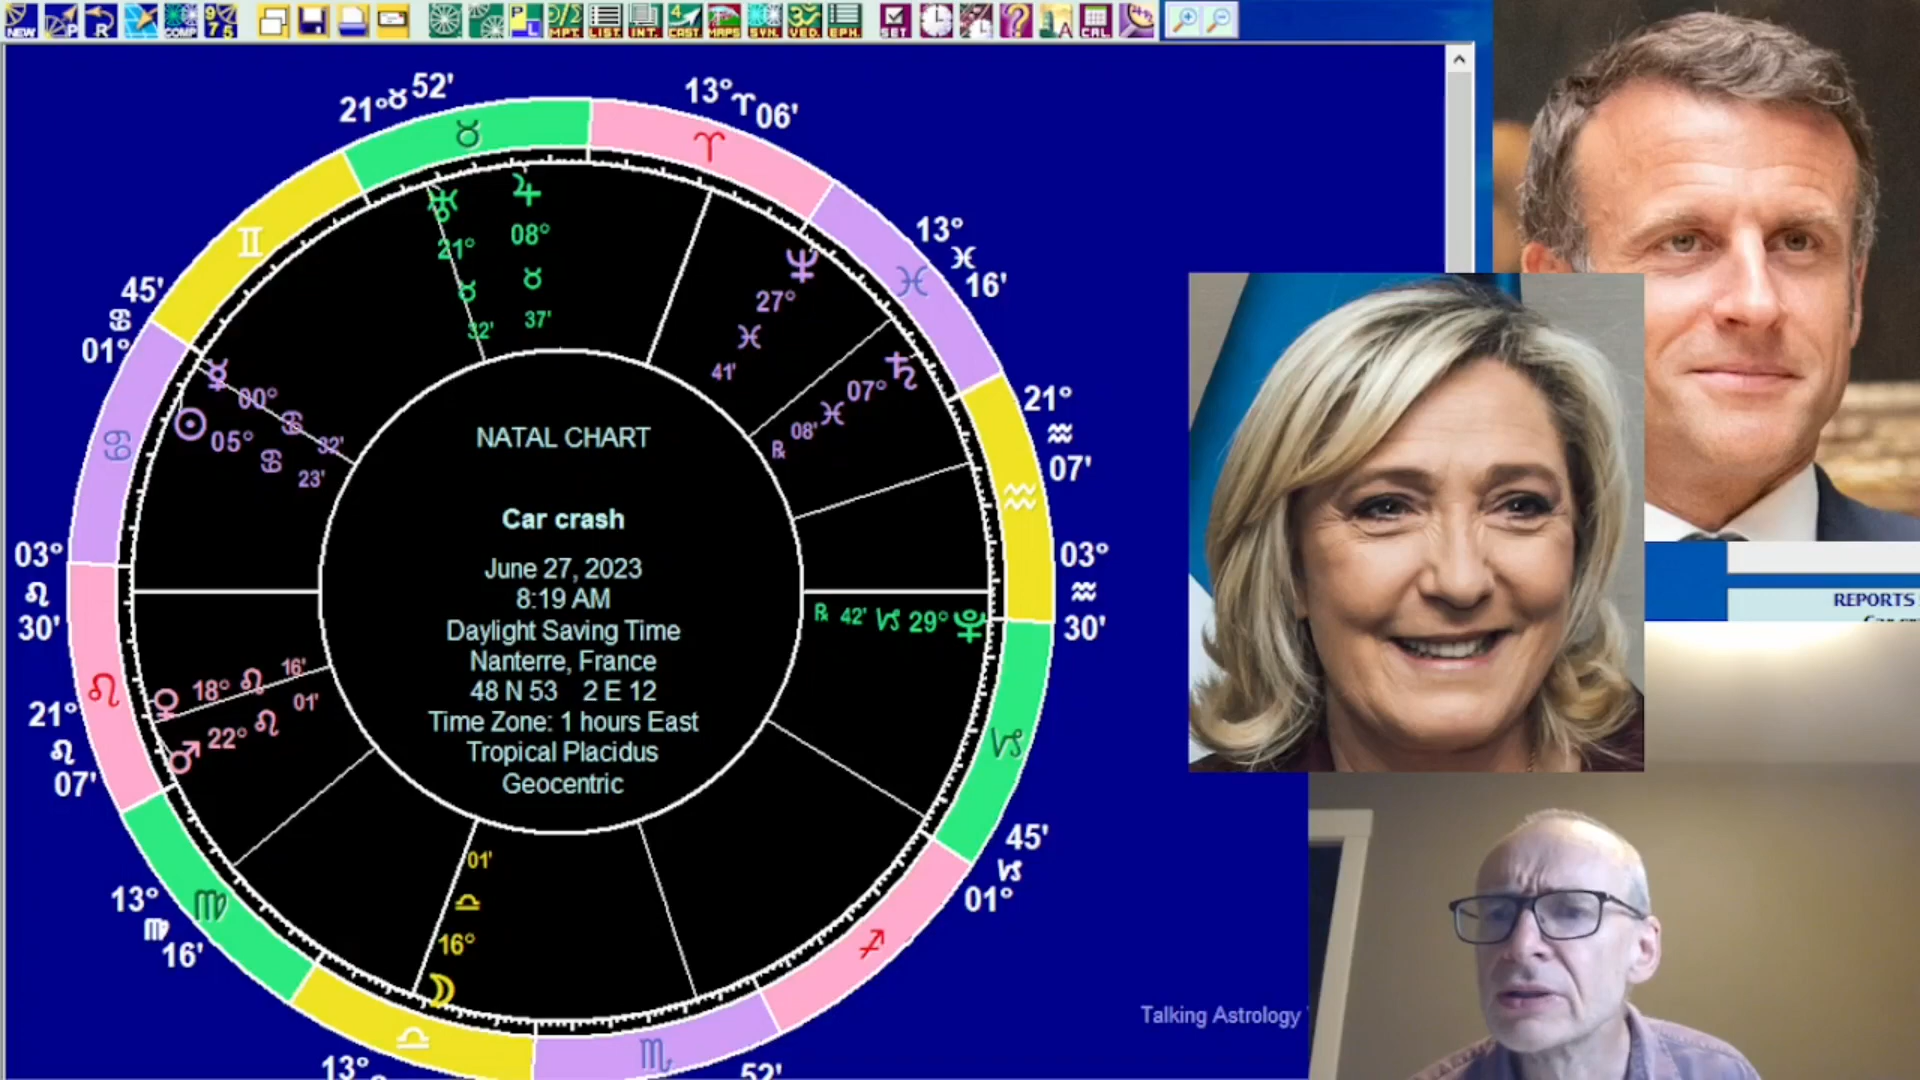 NEW P R COMP 9 7 7 5 P L MPT. LIST. INT. CAST MAPS SYN. VED. EPH. SET CAL A
21° ♉ 52'
13° ♈ 06'
13° ♓ 16'
21° ♒ 07'
03° ♒ 30'
45' ♑ 01°
52'
13°
13° ♍ 16'
21° ♌ 07'
03° ♌ 30'
45' ♋ 01°
♅ 21° ♉ 32'
♃ 08° ♉ 37'
♆ 27° ♓ 41'
♄ 07° ♓ 08' ℞
☿ 00° ♋ 32'
☉ 05° ♋ 23'
♀ 18° ♌ 16'
♂ 22° ♌ 01'
01' ♎ 16° ☽
℞ 42' ♑ 29° ♇
NATAL CHART
Car crash
June 27, 2023
8:19 AM
Daylight Saving Time
Nanterre, France
48 N 53 2 E 12
Time Zone: 1 hours East
Tropical Placidus
Geocentric
REPORTS
Talking Astrology